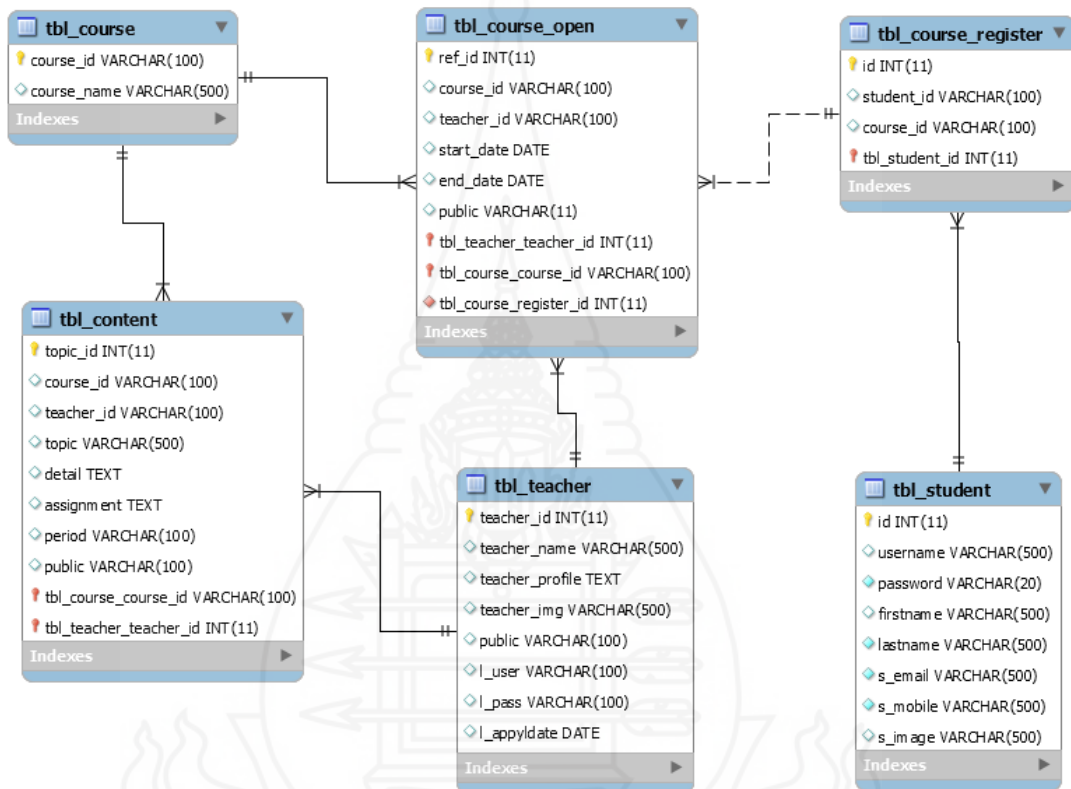 tbl_course
course_id VARCHAR(100)
course_name VARCHAR(500)
Indexes
tbl_course_open
ref_id INT(11)
course_id VARCHAR(100)
teacher_id VARCHAR(100)
start_date DATE
end_date DATE
public VARCHAR(11)
tbl_teacher_teacher_id INT(11)
tbl_course_course_id VARCHAR(100)
tbl_course_register_id INT(11)
Indexes
tbl_course_register
id INT(11)
student_id VARCHAR(100)
course_id VARCHAR(100)
tbl_student_id INT(11)
Indexes
tbl_content
topic_id INT(11)
course_id VARCHAR(100)
teacher_id VARCHAR(100)
topic VARCHAR(500)
detail TEXT
assignment TEXT
period VARCHAR(100)
public VARCHAR(100)
tbl_course_course_id VARCHAR(100)
tbl_teacher_teacher_id INT(11)
Indexes
tbl_teacher
teacher_id INT(11)
teacher_name VARCHAR(500)
teacher_profile TEXT
teacher_img VARCHAR(500)
public VARCHAR(100)
l_user VARCHAR(100)
l_pass VARCHAR(100)
l_appyldate DATE
Indexes
tbl_student
id INT(11)
username VARCHAR(500)
password VARCHAR(20)
firstname VARCHAR(500)
lastname VARCHAR(500)
s_email VARCHAR(500)
s_mobile VARCHAR(500)
s_image VARCHAR(500)
Indexes